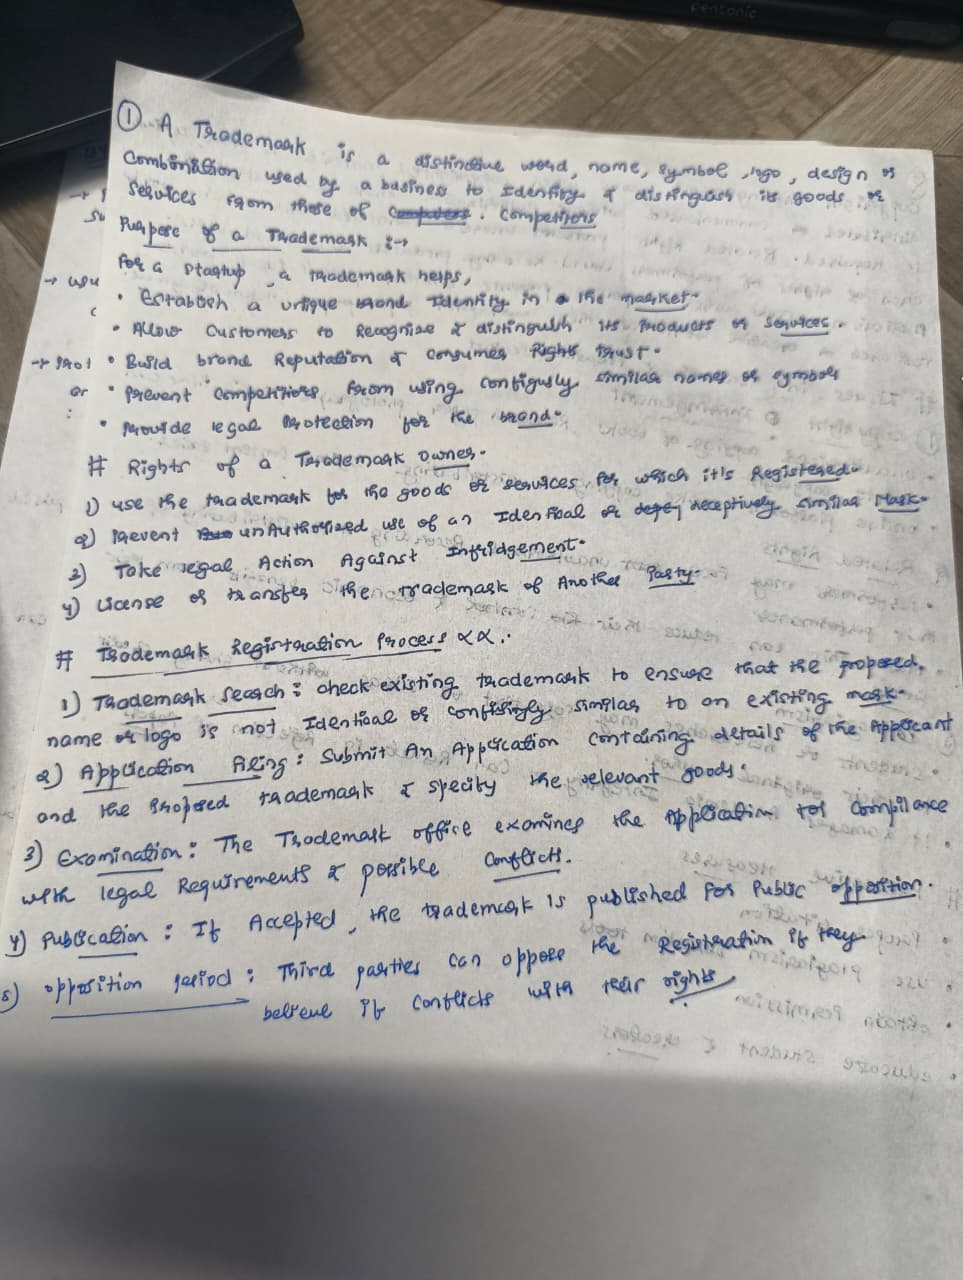 ① A Trademark is a distinctive word, name, symbol, logo, design or
Combination used by a business to Identify & distinguish its goods or
Services from those of Competitors
Purpose of a Trademark :→
For a Startup, a trademark helps,
• Establish a unique brand Identity in the market.
• Allow Customers to Recognise & distinguish its Products or Services.
• Build brand Reputation & consumer Rights trust.
• Prevent Competitors from using confusingly similar names or symbols
• Provide legal Protection for the brand.
# Rights of a Trademark owner.
1) use the trademark for the goods or services for which it's Registered.
2) Prevent unAuthorized use of an Identical or deceptively similar Mark.
3) Take legal Action Against Infridgement.
4) License or transfer the trademark of Another Party.
# Trademark Registration Process
1) Trademark Search : check existing trademark to ensure that the proposed.
name or logo is not Identical or confisingly similar to an existing mark.
2) Application Filing : Submit An Application containing details of the Applicant
and the Proposed trademark & specify the relevant goods.
3) Examination : The Trademark office examines the Application for Compilance
with legal Requirements & possible Conflicts.
4) Publication : If Accepted, the trademark is published For Public opposition.
5) opposition period : Third parties can oppose the Registration if they
believe it conflicts with their rights
pentonic